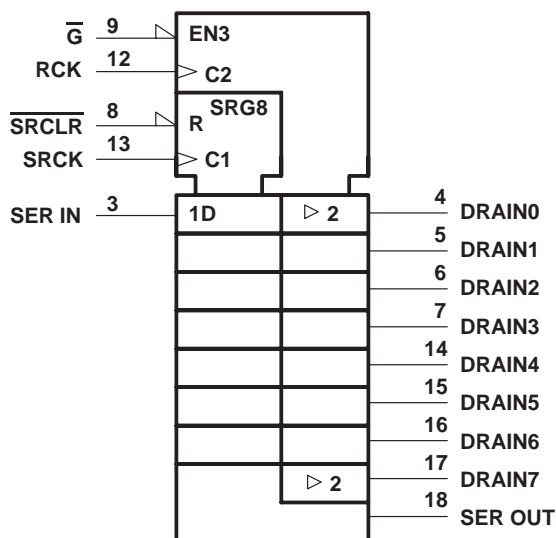 G 9 EN3
RCK 12 C2
SRG8
SRCLR 8 R
SRCK 13 C1
SER IN 3 1D 2 4 DRAIN0
5 DRAIN1
6 DRAIN2
7 DRAIN3
14 DRAIN4
15 DRAIN5
16 DRAIN6
2 17 DRAIN7
18 SER OUT